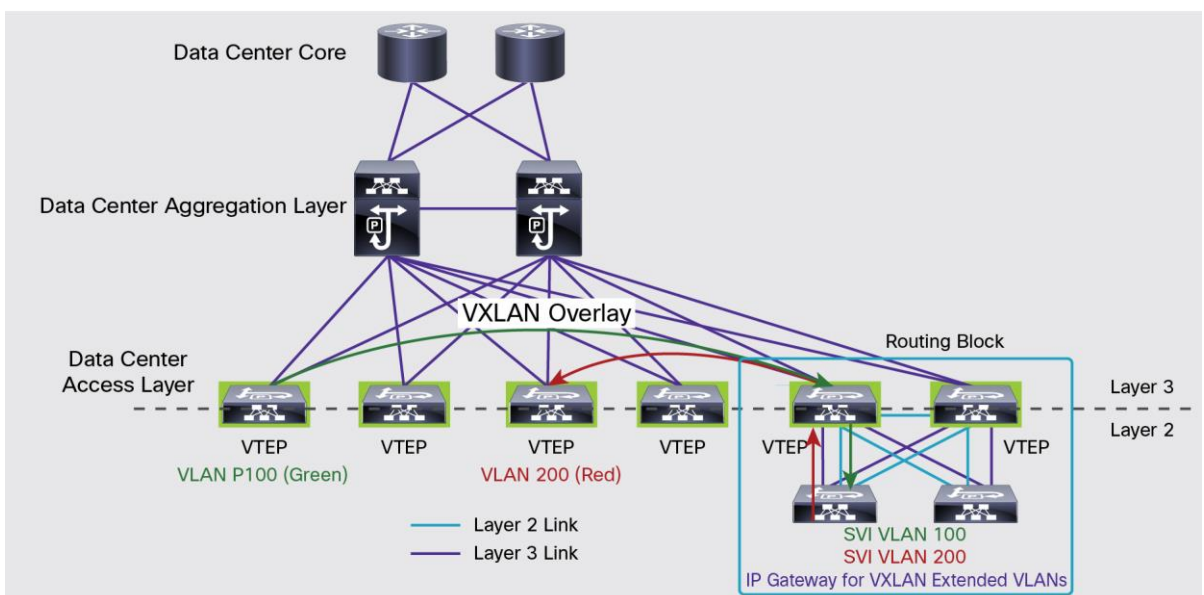 Data Center Core
Data Center Aggregation Layer
P
P
VXLAN Overlay
Routing Block
Data Center
Access Layer
Layer 3
Layer 2
VTEP
VTEP
VTEP
VTEP
VTEP
VTEP
VLAN P100 (Green)
VLAN 200 (Red)
Layer 2 Link
Layer 3 Link
SVI VLAN 100
SVI VLAN 200
IP Gateway for VXLAN Extended VLANs